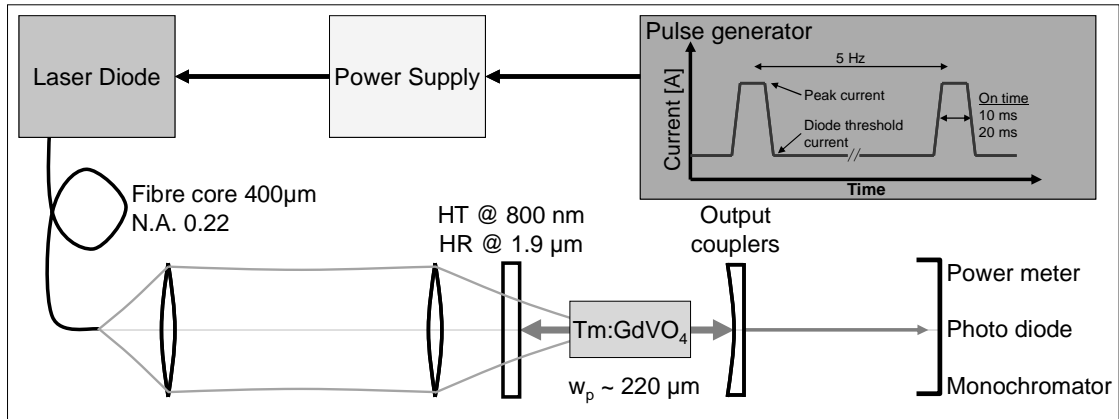 Laser Diode
Power Supply
Pulse generator
Current [A]
5 Hz
Peak current
Diode threshold
current
On time
10 ms
20 ms
Time
Fibre core 400µm
N.A. 0.22
HT @ 800 nm
HR @ 1.9 µm
Output
couplers
Tm:GdVO₄
w_p ~ 220 µm
Power meter
Photo diode
Monochromator